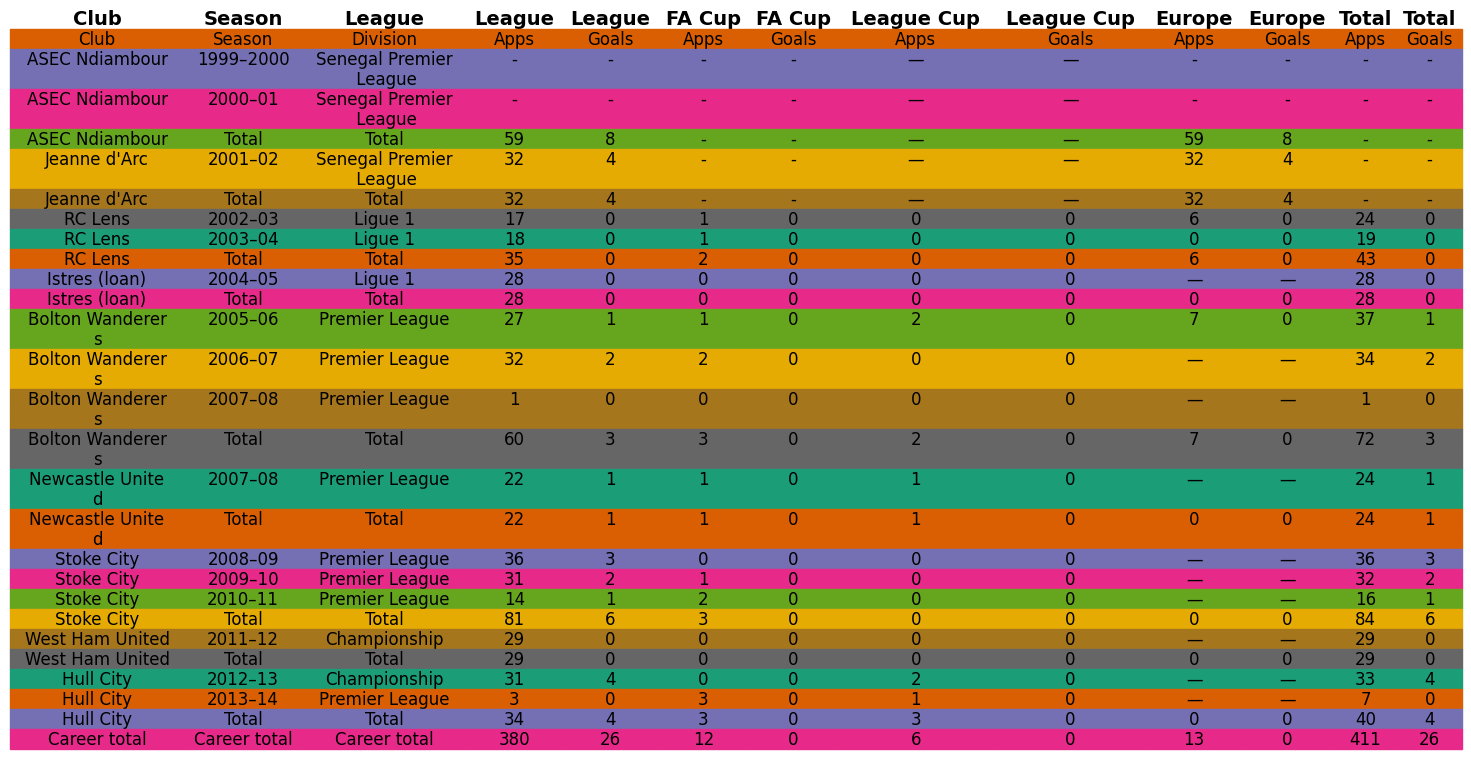 Club Season League League League FA Cup FA Cup League Cup League Cup Europe Europe Total Total
Club Season Division Apps Goals Apps Goals Apps Goals Apps Goals Apps Goals
ASEC Ndiambour 1999–2000 Senegal Premier - - - - — — - - - -
League
ASEC Ndiambour 2000–01 Senegal Premier - - - - — — - - - -
League
ASEC Ndiambour Total Total 59 8 - - — — 59 8 - -
Jeanne d'Arc 2001–02 Senegal Premier 32 4 - - — — 32 4 - -
League
Jeanne d'Arc Total Total 32 4 - - — — 32 4 - -
RC Lens 2002–03 Ligue 1 17 0 1 0 0 0 6 0 24 0
RC Lens 2003–04 Ligue 1 18 0 1 0 0 0 0 0 19 0
RC Lens Total Total 35 0 2 0 0 0 6 0 43 0
Istres (loan) 2004–05 Ligue 1 28 0 0 0 0 0 — — 28 0
Istres (loan) Total Total 28 0 0 0 0 0 0 0 28 0
Bolton Wanderer 2005–06 Premier League 27 1 1 0 2 0 7 0 37 1
s
Bolton Wanderer 2006–07 Premier League 32 2 2 0 0 0 — — 34 2
s
Bolton Wanderer 2007–08 Premier League 1 0 0 0 0 0 — — 1 0
s
Bolton Wanderer Total Total 60 3 3 0 2 0 7 0 72 3
s
Newcastle Unite 2007–08 Premier League 22 1 1 0 1 0 — — 24 1
d
Newcastle Unite Total Total 22 1 1 0 1 0 0 0 24 1
d
Stoke City 2008–09 Premier League 36 3 0 0 0 0 — — 36 3
Stoke City 2009–10 Premier League 31 2 1 0 0 0 — — 32 2
Stoke City 2010–11 Premier League 14 1 2 0 0 0 — — 16 1
Stoke City Total Total 81 6 3 0 0 0 0 0 84 6
West Ham United 2011–12 Championship 29 0 0 0 0 0 — — 29 0
West Ham United Total Total 29 0 0 0 0 0 0 0 29 0
Hull City 2012–13 Championship 31 4 0 0 2 0 — — 33 4
Hull City 2013–14 Premier League 3 0 3 0 1 0 — — 7 0
Hull City Total Total 34 4 3 0 3 0 0 0 40 4
Career total Career total Career total 380 26 12 0 6 0 13 0 411 26